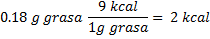 0.18 g grasa 9 kcal / 1g grasa = 2 kcal